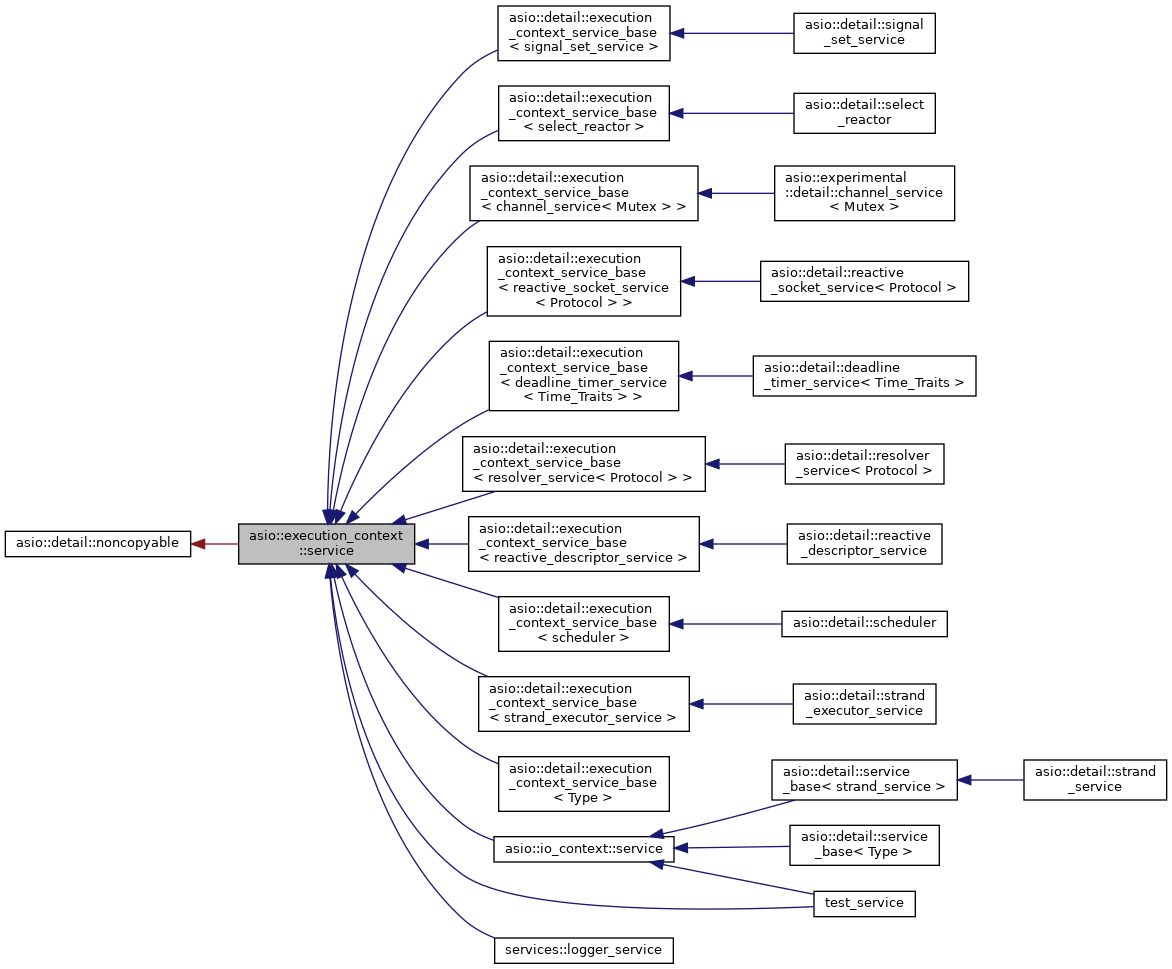 asio::detail::execution
_context_service_base
< signal_set_service >
asio::detail::signal
_set_service
asio::detail::execution
_context_service_base
< select_reactor >
asio::detail::select
_reactor
asio::detail::execution
_context_service_base
< channel_service< Mutex > >
asio::experimental
::detail::channel_service
< Mutex >
asio::detail::execution
_context_service_base
< reactive_socket_service
< Protocol > >
asio::detail::reactive
_socket_service< Protocol >
asio::detail::execution
_context_service_base
< deadline_timer_service
< Time_Traits > >
asio::detail::deadline
_timer_service< Time_Traits >
asio::detail::execution
_context_service_base
< resolver_service< Protocol > >
asio::detail::resolver
_service< Protocol >
asio::detail::noncopyable
asio::execution_context
::service
asio::detail::execution
_context_service_base
< reactive_descriptor_service >
asio::detail::reactive
_descriptor_service
asio::detail::execution
_context_service_base
< scheduler >
asio::detail::scheduler
asio::detail::execution
_context_service_base
< strand_executor_service >
asio::detail::strand
_executor_service
asio::detail::execution
_context_service_base
< Type >
asio::detail::service
_base< strand_service >
asio::detail::strand
_service
asio::io_context::service
asio::detail::service
_base< Type >
test_service
services::logger_service